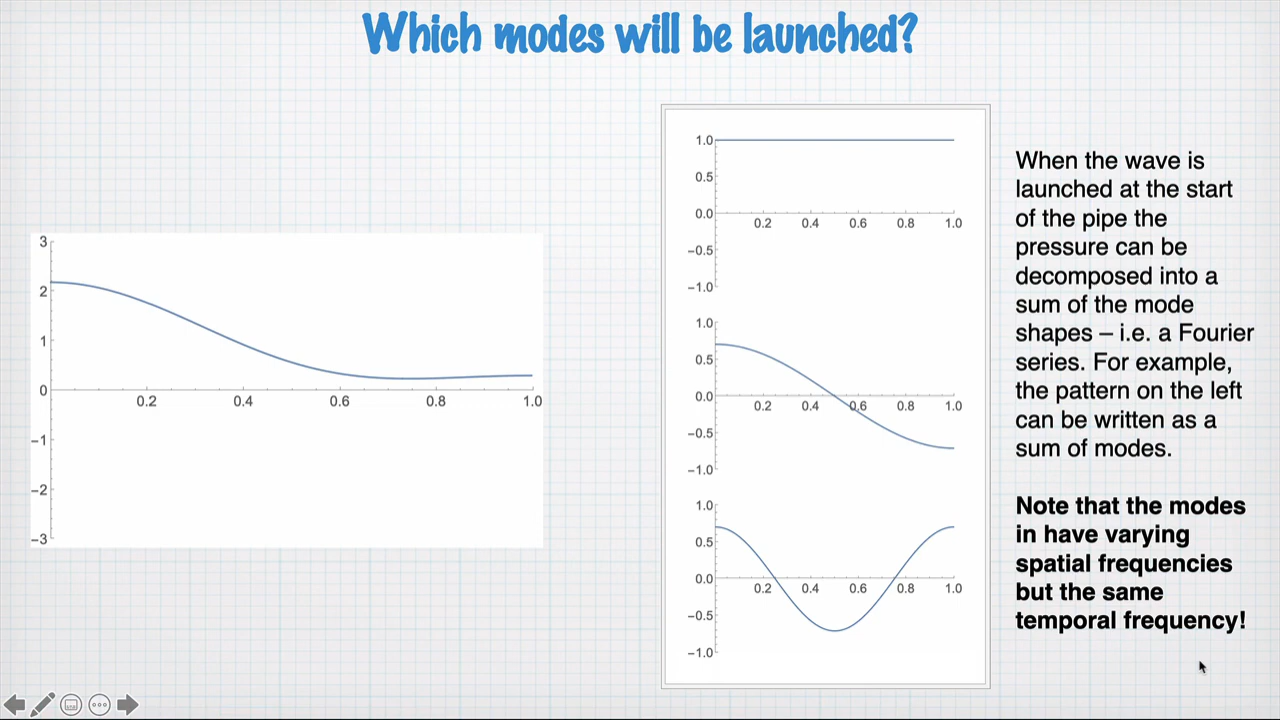 Which modes will be launched?
3
2
1
0
−1
−2
−3
0.2 0.4 0.6 0.8 1.0
1.0
0.5
0.0
−0.5
−1.0
0.2 0.4 0.6 0.8 1.0
1.0
0.5
0.0
−0.5
−1.0
0.2 0.4 0.6 0.8 1.0
1.0
0.5
0.0
−0.5
−1.0
0.2 0.4 0.6 0.8 1.0
When the wave is
launched at the start
of the pipe the
pressure can be
decomposed into a
sum of the mode
shapes – i.e. a Fourier
series. For example,
the pattern on the left
can be written as a
sum of modes.
Note that the modes
in have varying
spatial frequencies
but the same
temporal frequency!